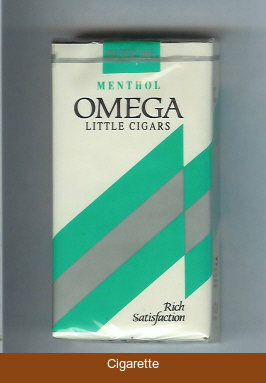 MENTHOL
OMEGA
LITTLE CIGARS
Rich
Satisfaction
Cigarette